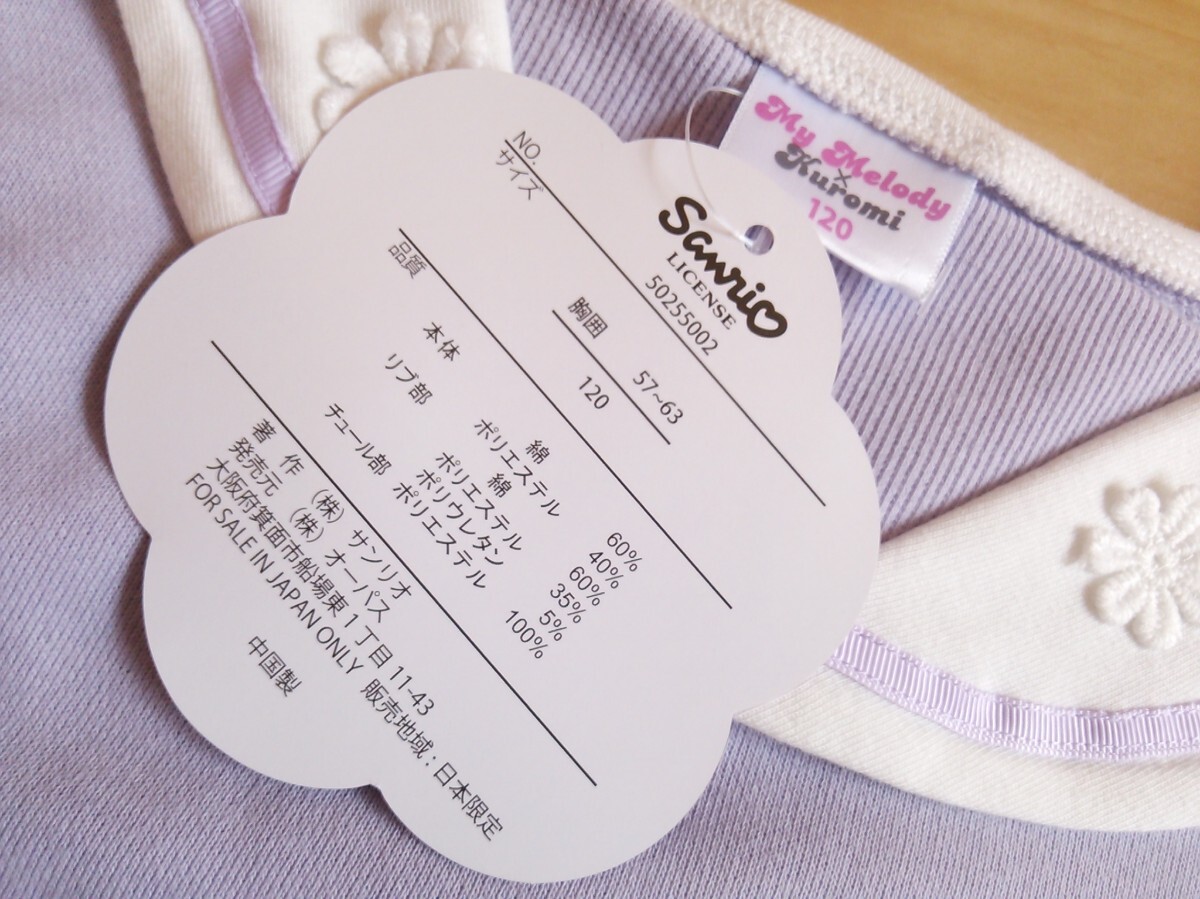 My Melody
×
Kuromi
120
Sanrio
LICENSE
NO. 50255002
サイズ
胸囲 57~63
120
品質
本体 綿 60%
ポリエステル 40%
リブ部 綿 60%
ポリエステル 35%
ポリウレタン 5%
チュール部 ポリエステル 100%
著 作 (株) サンリオ
発売元 (株) オーパス
大阪府箕面市船場東1丁目11-43
FOR SALE IN JAPAN ONLY 販売地域:日本限定
中国製